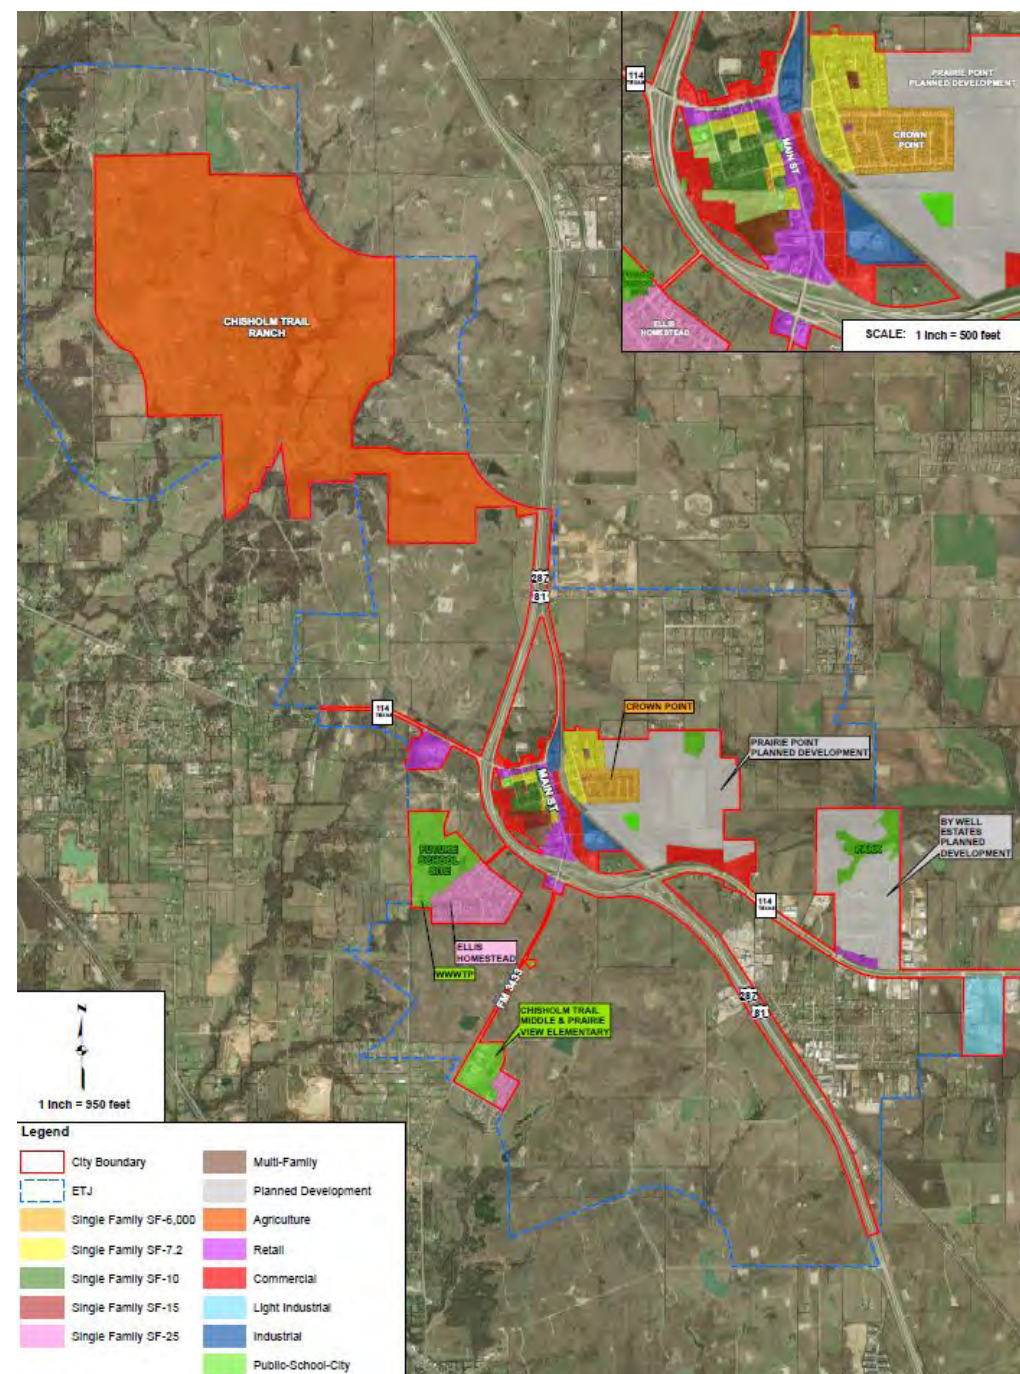 114
TEXAS
PRAIRIE POINT
PLANNED DEVELOPMENT
CROWN
POINT
MAIN ST
ELLIS
HOMESTEAD
SCALE: 1 Inch = 500 feet
CHISHOLM TRAIL
RANCH
287
81
114
TEXAS
CROWN POINT
PRAIRIE POINT
PLANNED DEVELOPMENT
MAIN ST
BY WELL
ESTATES
PLANNED
DEVELOPMENT
FUTURE
SCHOOL
SITE
PARK
114
TEXAS
ELLIS
HOMESTEAD
WWWTP
FM 3433
287
81
CHISHOLM TRAIL
MIDDLE & PRAIRIE
VIEW ELEMENTARY
N
1 Inch = 950 feet
Legend
City Boundary
ETJ
Single Family SF-6,000
Single Family SF-7.2
Single Family SF-10
Single Family SF-15
Single Family SF-25
Multi-Family
Planned Development
Agriculture
Retail
Commercial
Light Industrial
Industrial
Public-School-City